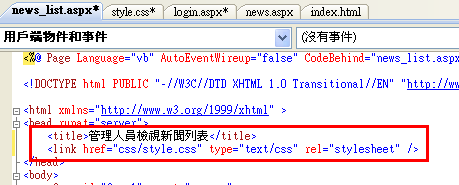 news_list.aspx* style.css* login.aspx* news.aspx index.html
用戶端物件和事件 (沒有事件)
<%@ Page Language="vb" AutoEventWireup="false" CodeBehind="news_list.aspx
<!DOCTYPE html PUBLIC "-//W3C//DTD XHTML 1.0 Transitional//EN" "http://www
<html xmlns="http://www.w3.org/1999/xhtml" >
<head runat="server">
<title>管理人員檢視新聞列表</title>
<link href="css/style.css" type="text/css" rel="stylesheet" />
</head>
<body>